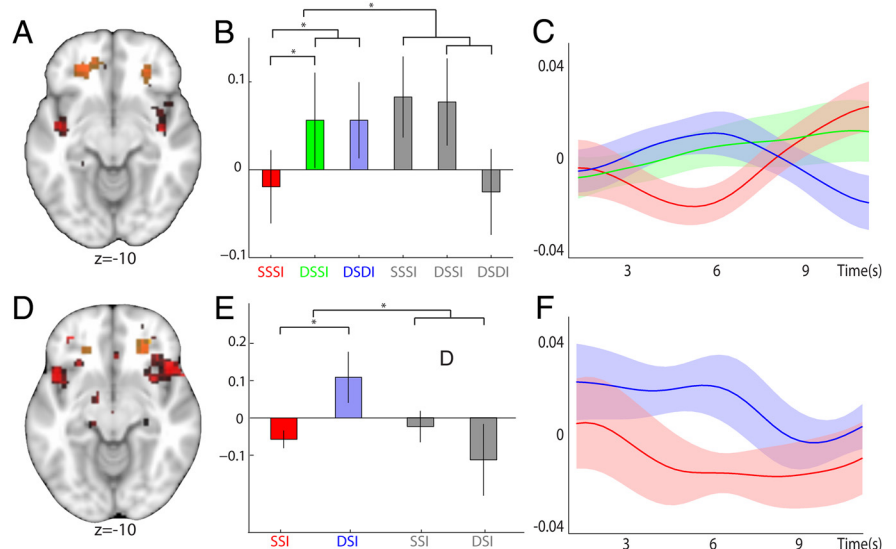 A
B
C
*
*
*
0.1
0
−0.1
SSSI DSSI DSDI SSSI DSSI DSDI
0.04
0
-0.04
3 6 9 Time(s)
z=-10
D
E
F
*
*
D
0.2
0.1
0
−0.1
SSI DSI SSI DSI
0.04
0
-0.04
3 6 9 Time(s)
z=-10